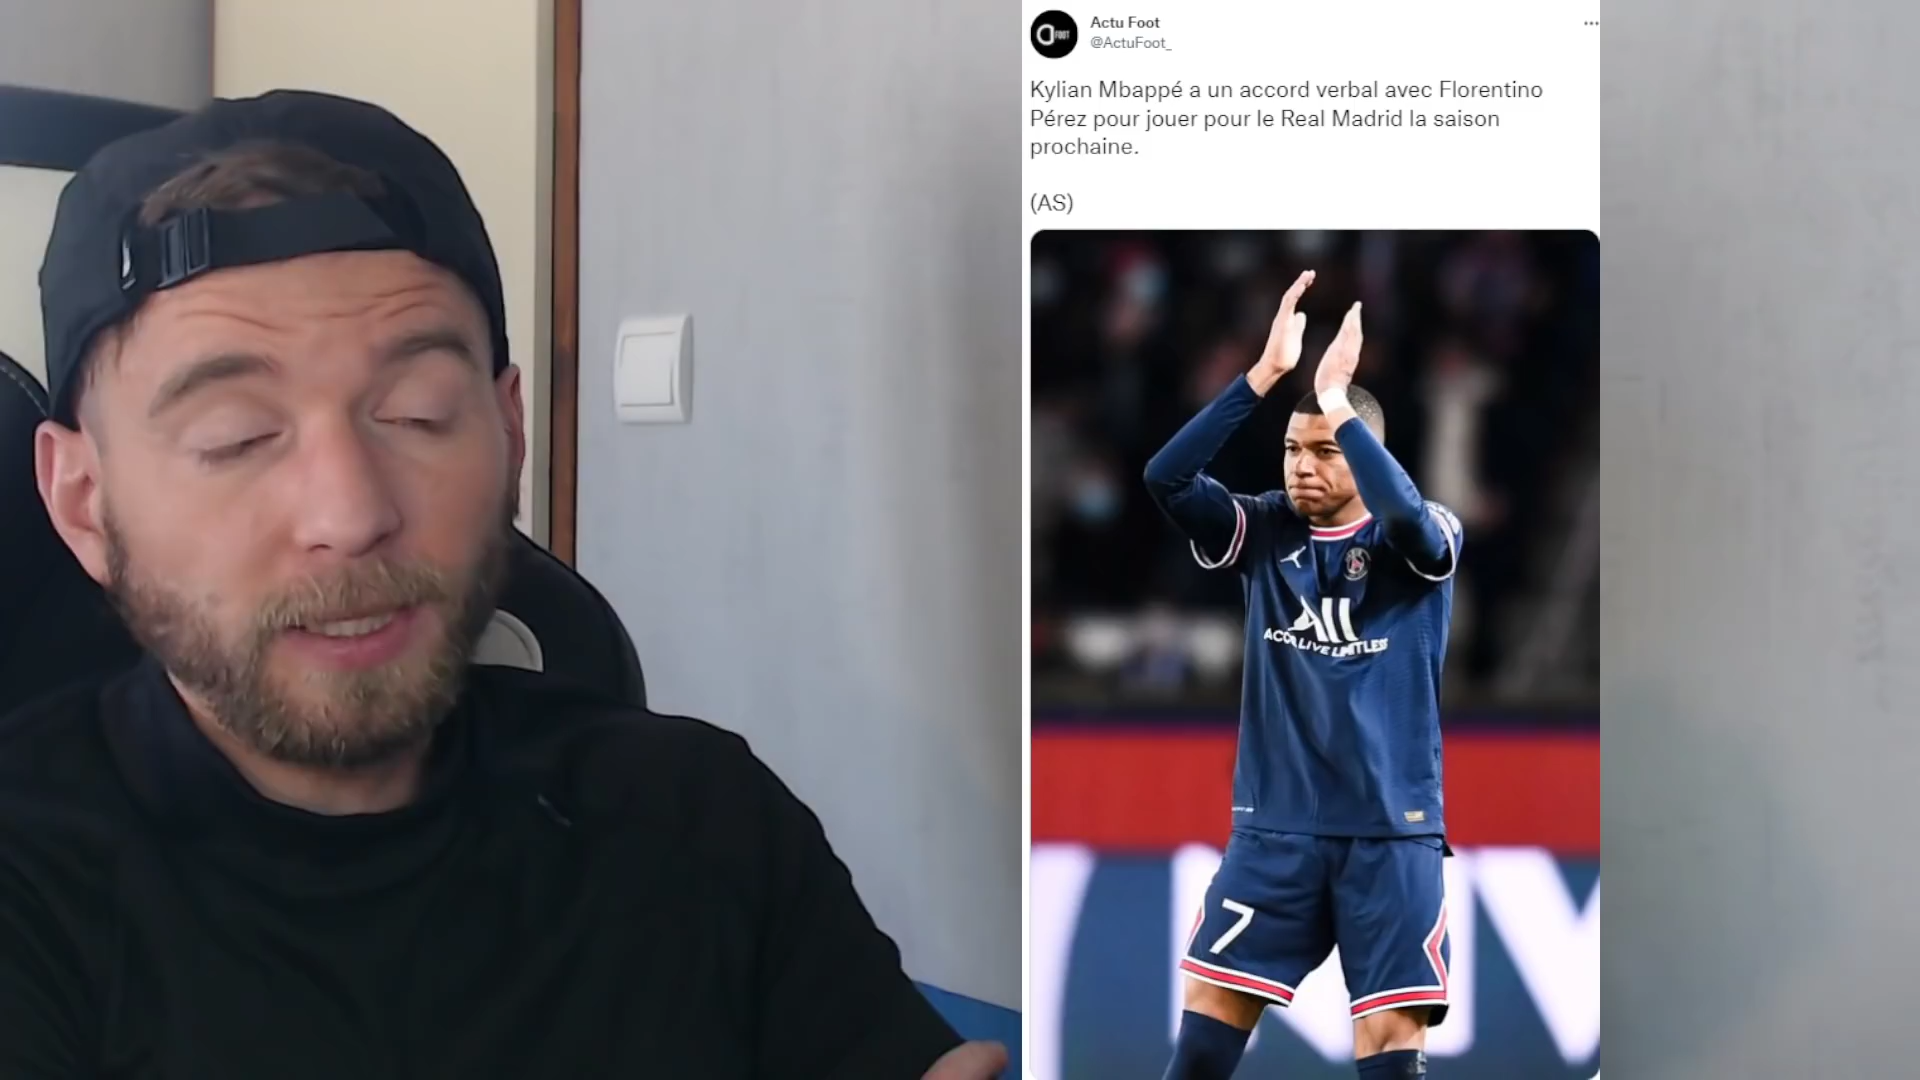 Actu Foot
@ActuFoot_
Kylian Mbappé a un accord verbal avec Florentino
Pérez pour jouer pour le Real Madrid la saison
prochaine.
(AS)
ALL
ACCOR LIVE LIMITLESS
7